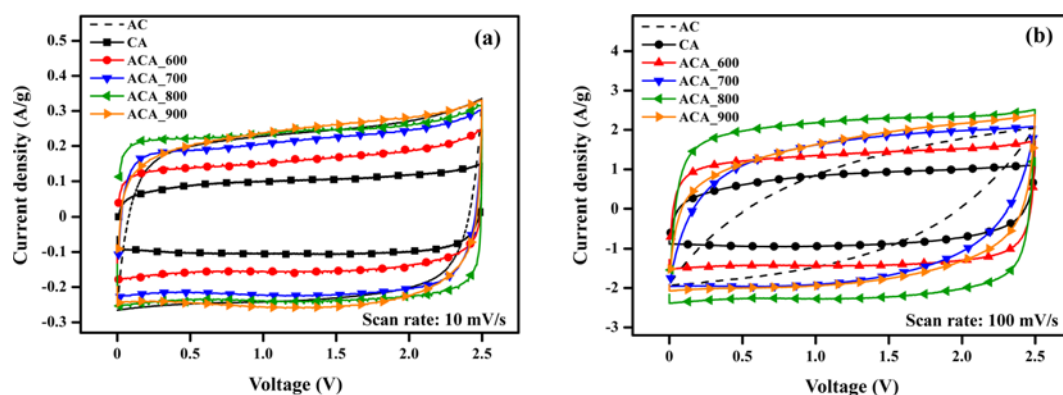 AC
CA
ACA_600
ACA_700
ACA_800
ACA_900
(a)
0.5
0.4
0.3
0.2
0.1
0
-0.1
-0.2
-0.3
Current density (A/g)
Scan rate: 10 mV/s
0
0.5
1.0
1.5
2.0
2.5
Voltage (V)
AC
CA
ACA_600
ACA_700
ACA_800
ACA_900
(b)
4
3
2
1
0
-1
-2
-3
Current density (A/g)
Scan rate: 100 mV/s
0
0.5
1.0
1.5
2.0
2.5
Voltage (V)